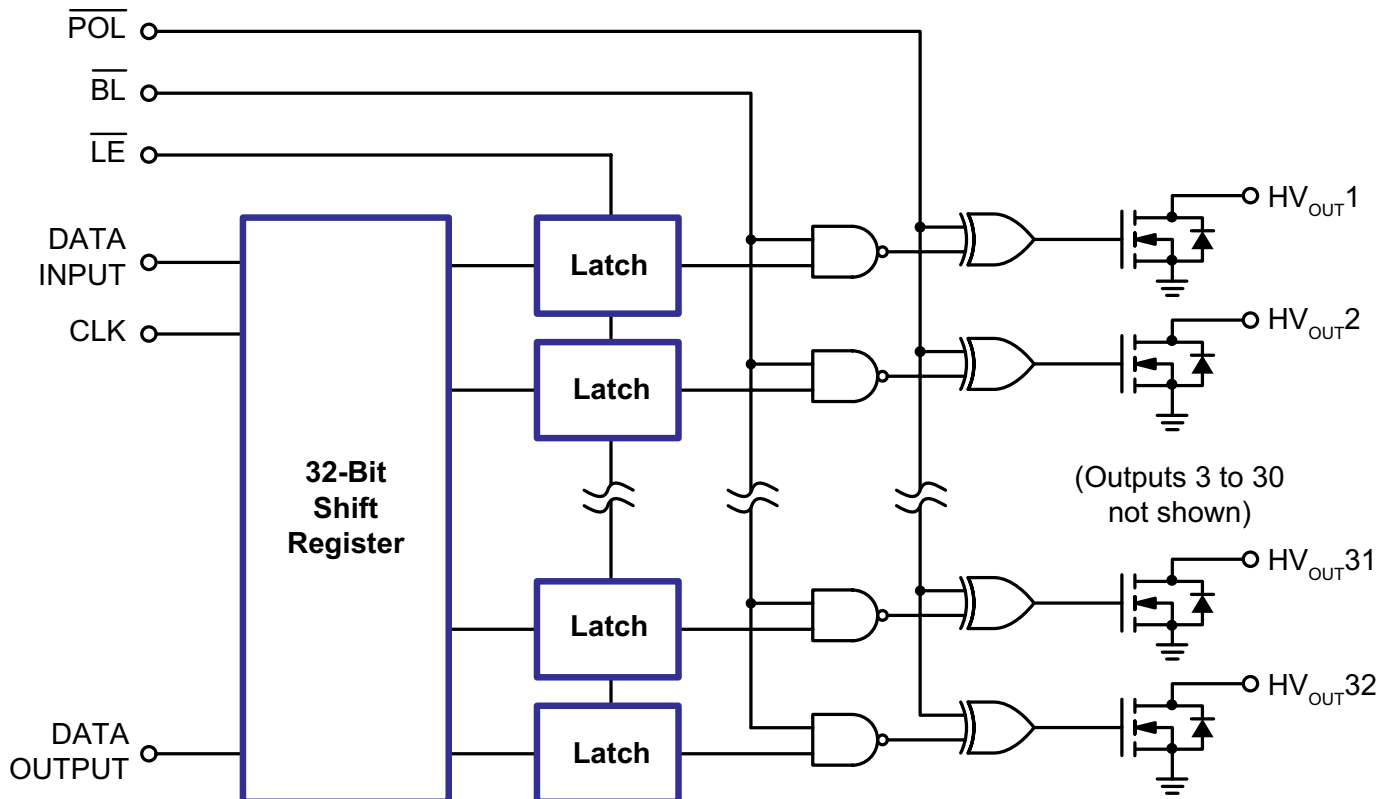 POL
BL
LE
DATA
INPUT
CLK
DATA
OUTPUT
32-Bit
Shift
Register
Latch
Latch
Latch
Latch
HVOUT1
HVOUT2
(Outputs 3 to 30
not shown)
HVOUT31
HVOUT32